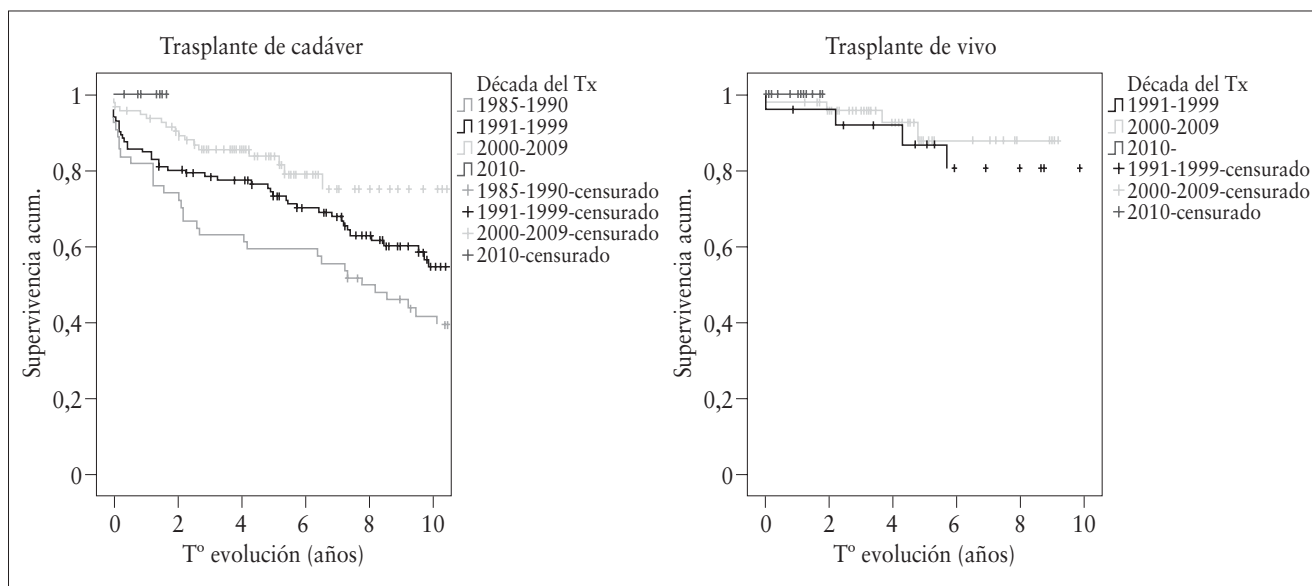 Trasplante de cadáver
Supervivencia acum.
1
0,8
0,6
0,4
0,2
0
0 2 4 6 8 10
Tº evolución (años)
Década del Tx
1985-1990
1991-1999
2000-2009
2010-
1985-1990-censurado
1991-1999-censurado
2000-2009-censurado
2010-censurado
Trasplante de vivo
Supervivencia acum.
1
0,8
0,6
0,4
0,2
0
0 2 4 6 8 10
Tº evolución (años)
Década del Tx
1991-1999
2000-2009
2010-
1991-1999-censurado
2000-2009-censurado
2010-censurado